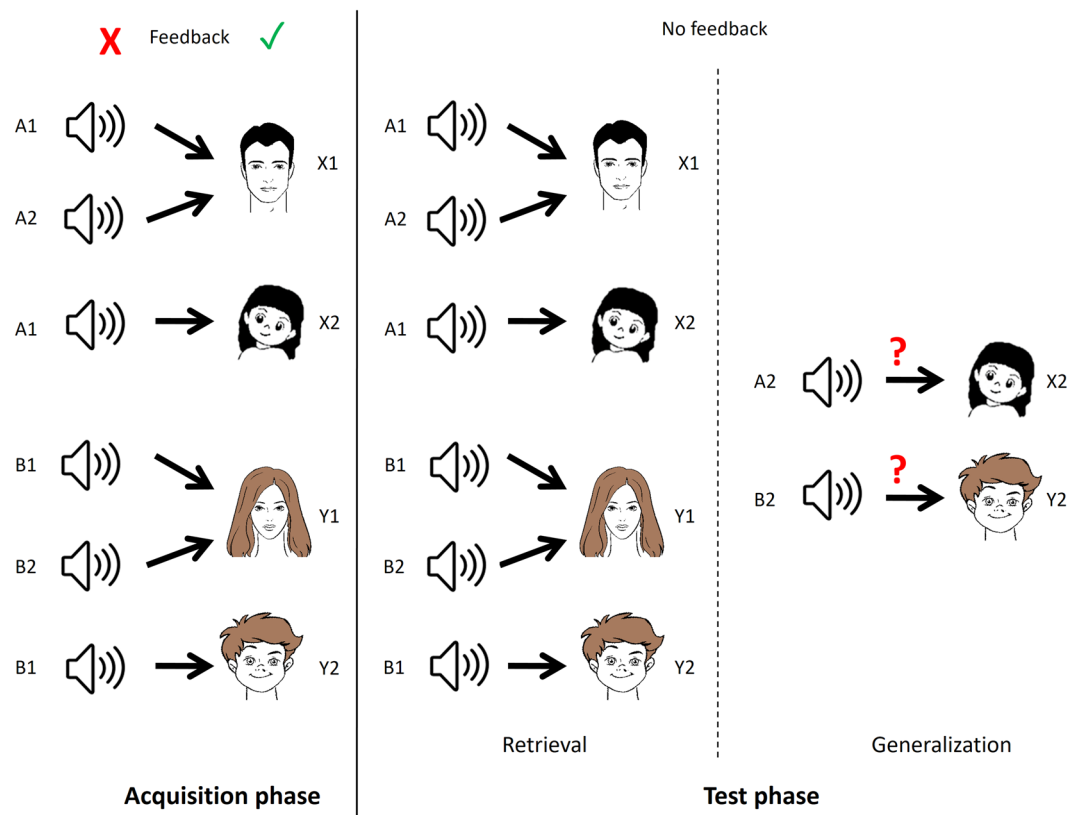 X Feedback ✓
No feedback
A1
X1
A2
A1
X2
B1
Y1
B2
B1
Y2
A1
X1
A2
A1
X2
B1
Y1
B2
B1
Y2
?
A2
X2
?
B2
Y2
Retrieval
Generalization
Acquisition phase
Test phase